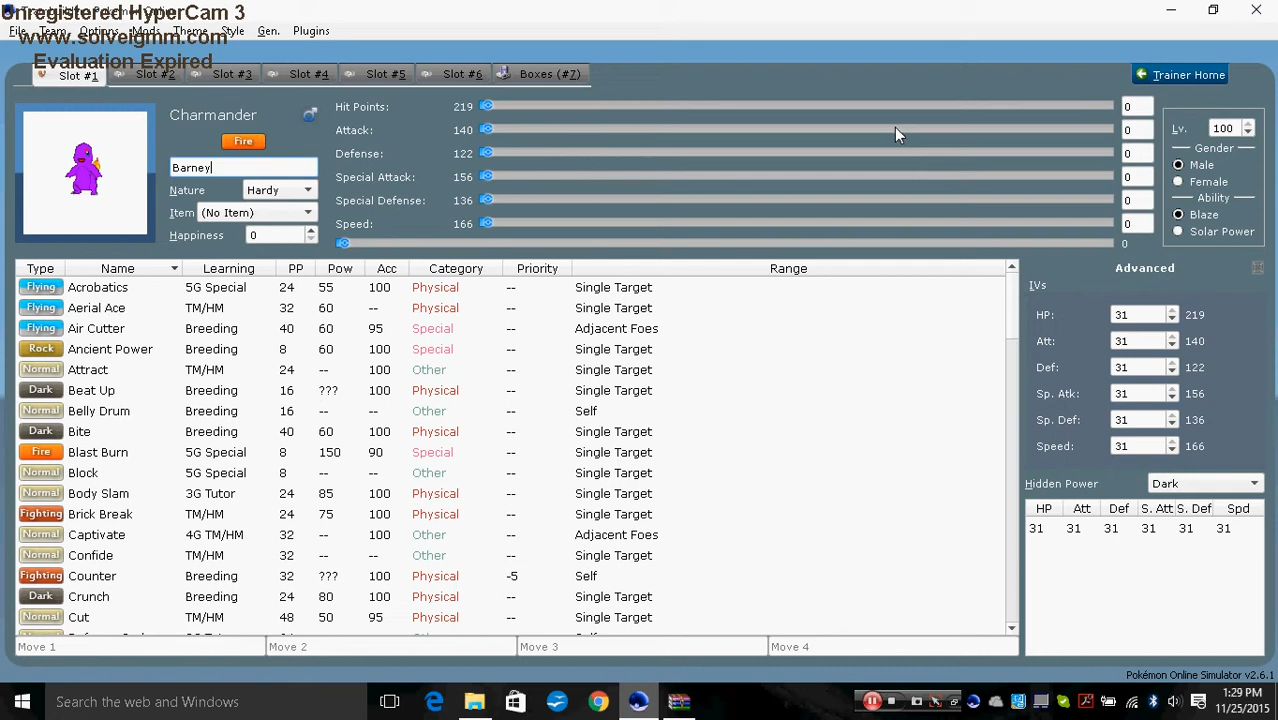 Unregistered HyperCam 3
www.solveigmm.com
Evaluation Expired
File Team Options Mods Theme Style Gen. Plugins
Slot #1 Slot #2 Slot #3 Slot #4 Slot #5 Slot #6 Boxes (#7) Trainer Home
Charmander
Fire
Barney
Nature Hardy
Item (No Item)
Happiness 0
Hit Points: 219 0
Attack: 140 0
Defense: 122 0
Special Attack: 156 0
Special Defense: 136 0
Speed: 166 0
0
Lv. 100
Gender
Male
Female
Ability
Blaze
Solar Power
Type Name Learning PP Pow Acc Category Priority Range
Flying Acrobatics 5G Special 24 55 100 Physical -- Single Target
Flying Aerial Ace TM/HM 32 60 -- Physical -- Single Target
Flying Air Cutter Breeding 40 60 95 Special -- Adjacent Foes
Rock Ancient Power Breeding 8 60 100 Special -- Single Target
Normal Attract TM/HM 24 -- 100 Other -- Single Target
Dark Beat Up Breeding 16 ??? 100 Physical -- Single Target
Normal Belly Drum Breeding 16 -- -- Other -- Self
Dark Bite Breeding 40 60 100 Physical -- Single Target
Fire Blast Burn 5G Special 8 150 90 Special -- Single Target
Normal Block 5G Special 8 -- -- Other -- Single Target
Normal Body Slam 3G Tutor 24 85 100 Physical -- Single Target
Fighting Brick Break TM/HM 24 75 100 Physical -- Single Target
Normal Captivate 4G TM/HM 32 -- 100 Other -- Adjacent Foes
Normal Confide TM/HM 32 -- -- Other -- Single Target
Fighting Counter Breeding 32 ??? 100 Physical -5 Self
Dark Crunch Breeding 24 80 100 Physical -- Single Target
Normal Cut TM/HM 48 50 95 Physical -- Single Target
Move 1 Move 2 Move 3 Move 4
Advanced
IVs
HP: 31 219
Att: 31 140
Def: 31 122
Sp. Atk: 31 156
Sp. Def: 31 136
Speed: 31 166
Hidden Power Dark
HP Att Def S. Att S. Def Spd
31 31 31 31 31 31
Pokémon Online Simulator v2.6.1
Search the web and Windows
1:29 PM
11/25/2015